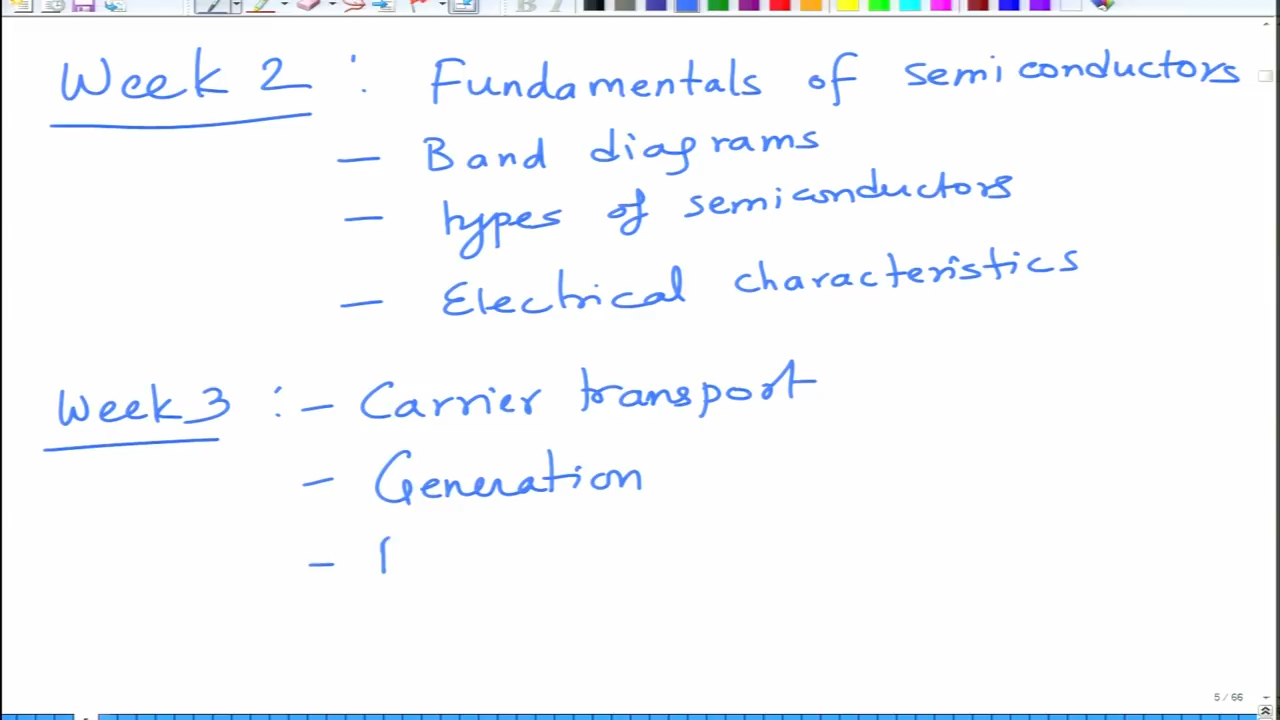 Week 2 : Fundamentals of semiconductors
— Band diagrams
— types of semiconductors
— Electrical characteristics
Week 3 : — Carrier transport
— Generation
—
5 / 66